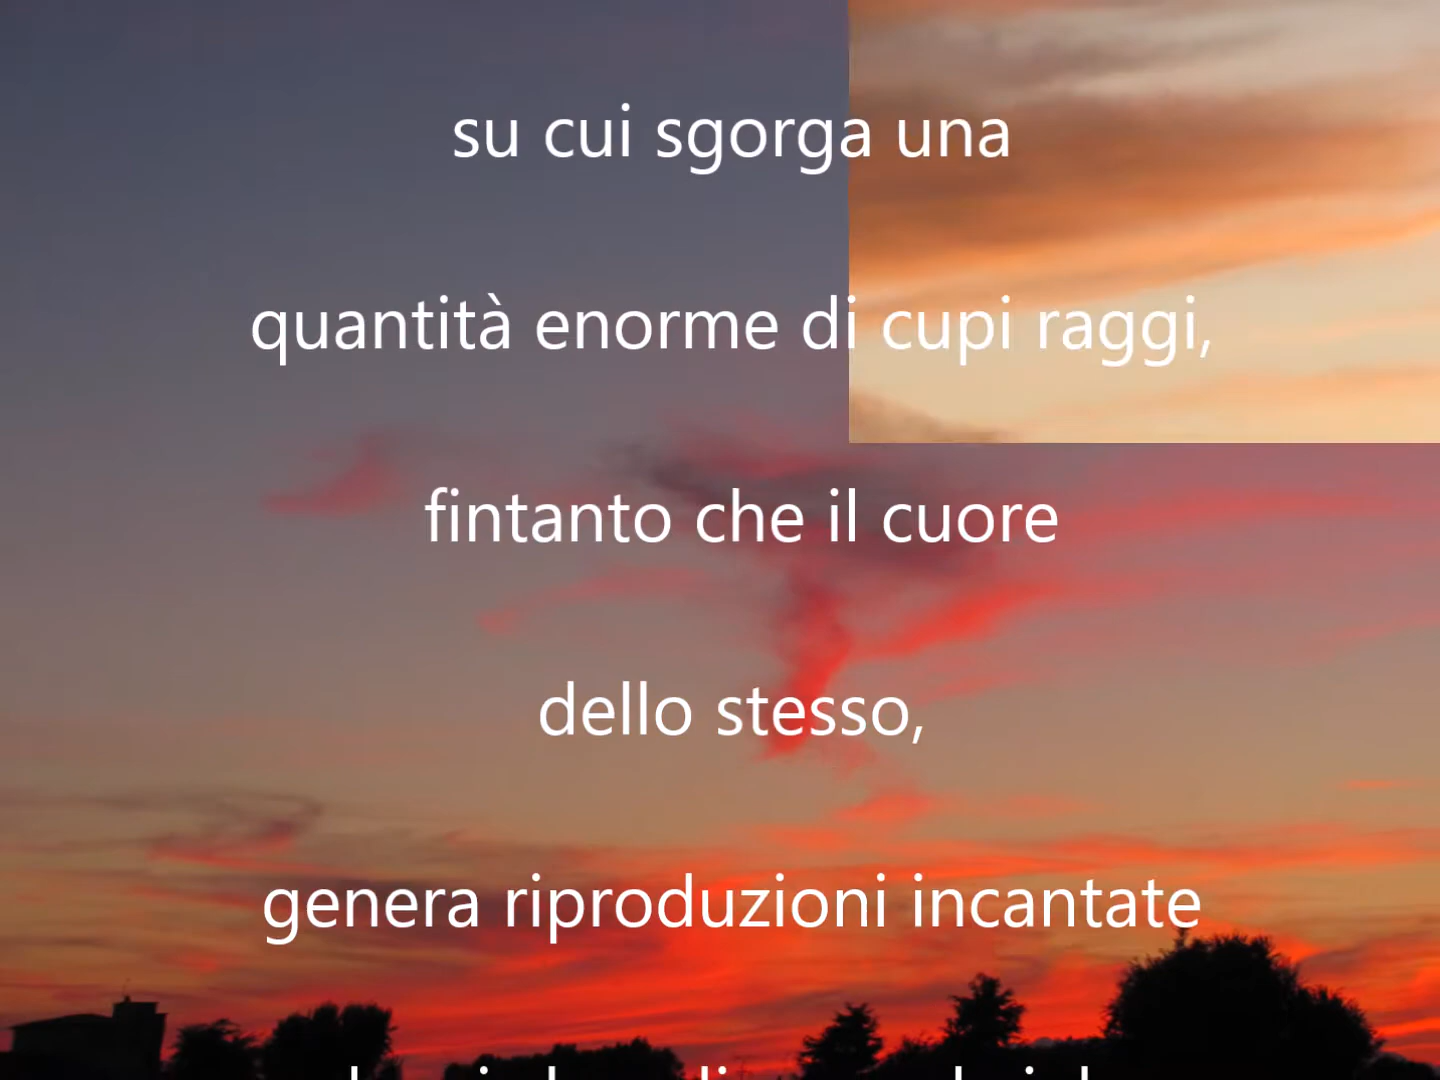 su cui sgorga una
quantità enorme di cupi raggi,
fintanto che il cuore
dello stesso,
genera riproduzioni incantate